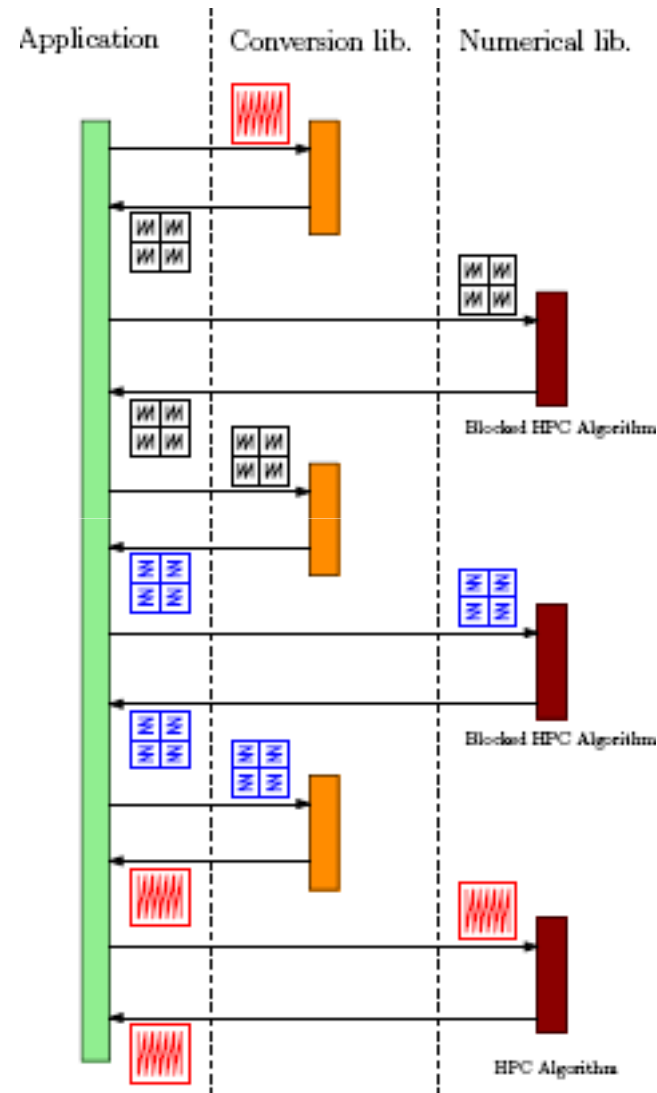 Application
Conversion lib.
Numerical lib.
Blocked HPC Algorithm
Blocked HPC Algorithm
HPC Algorithm